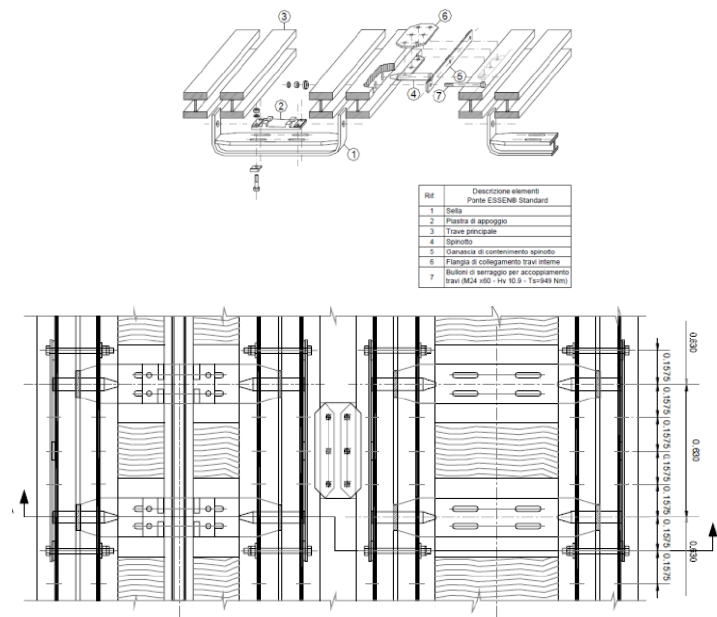 3
6
2
4
5
7
1
Rif.
Descrizione elementi
Ponte ESSEN® Standard
1 Sella
2 Piastra di appoggio
3 Trave principale
4 Spinotto
5 Ganascia di contenimento spinotto
6 Flangia di collegamento travi interne
7 Bulloni di serraggio per accoppiamento
travi (M24 x60 - Hv 10.9 - Ts=949 Nm)
0.630
0.1575
0.1575
0.1575
0.630
0.1575
0.1575
0.1575
0.630
0.1575